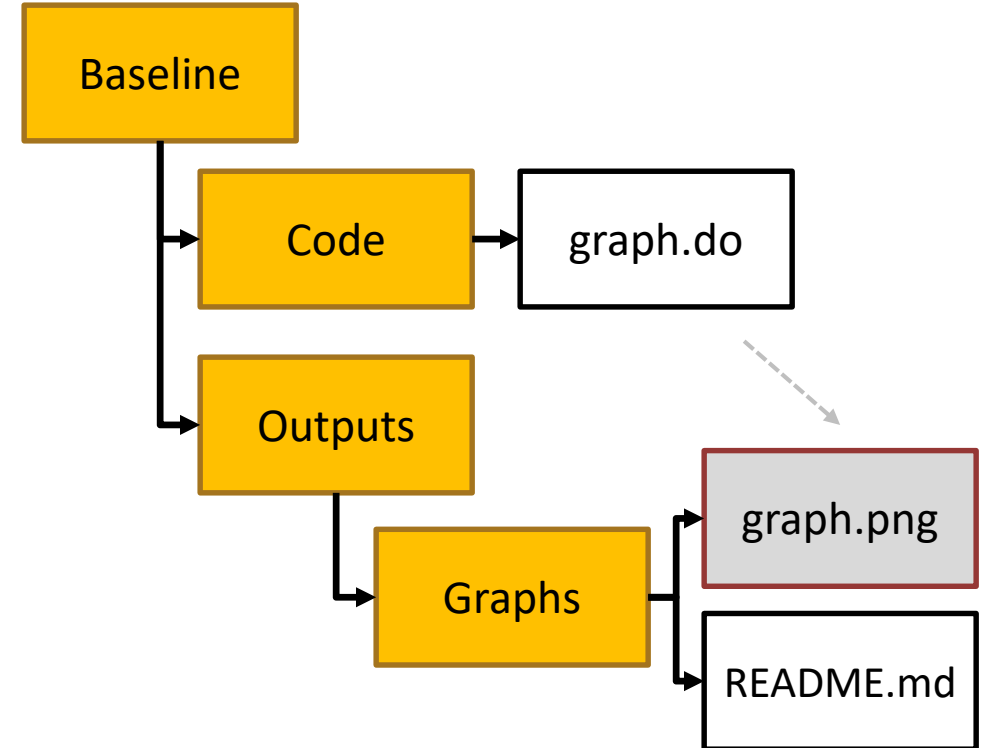 Baseline
Code
graph.do
Outputs
graph.png
Graphs
README.md